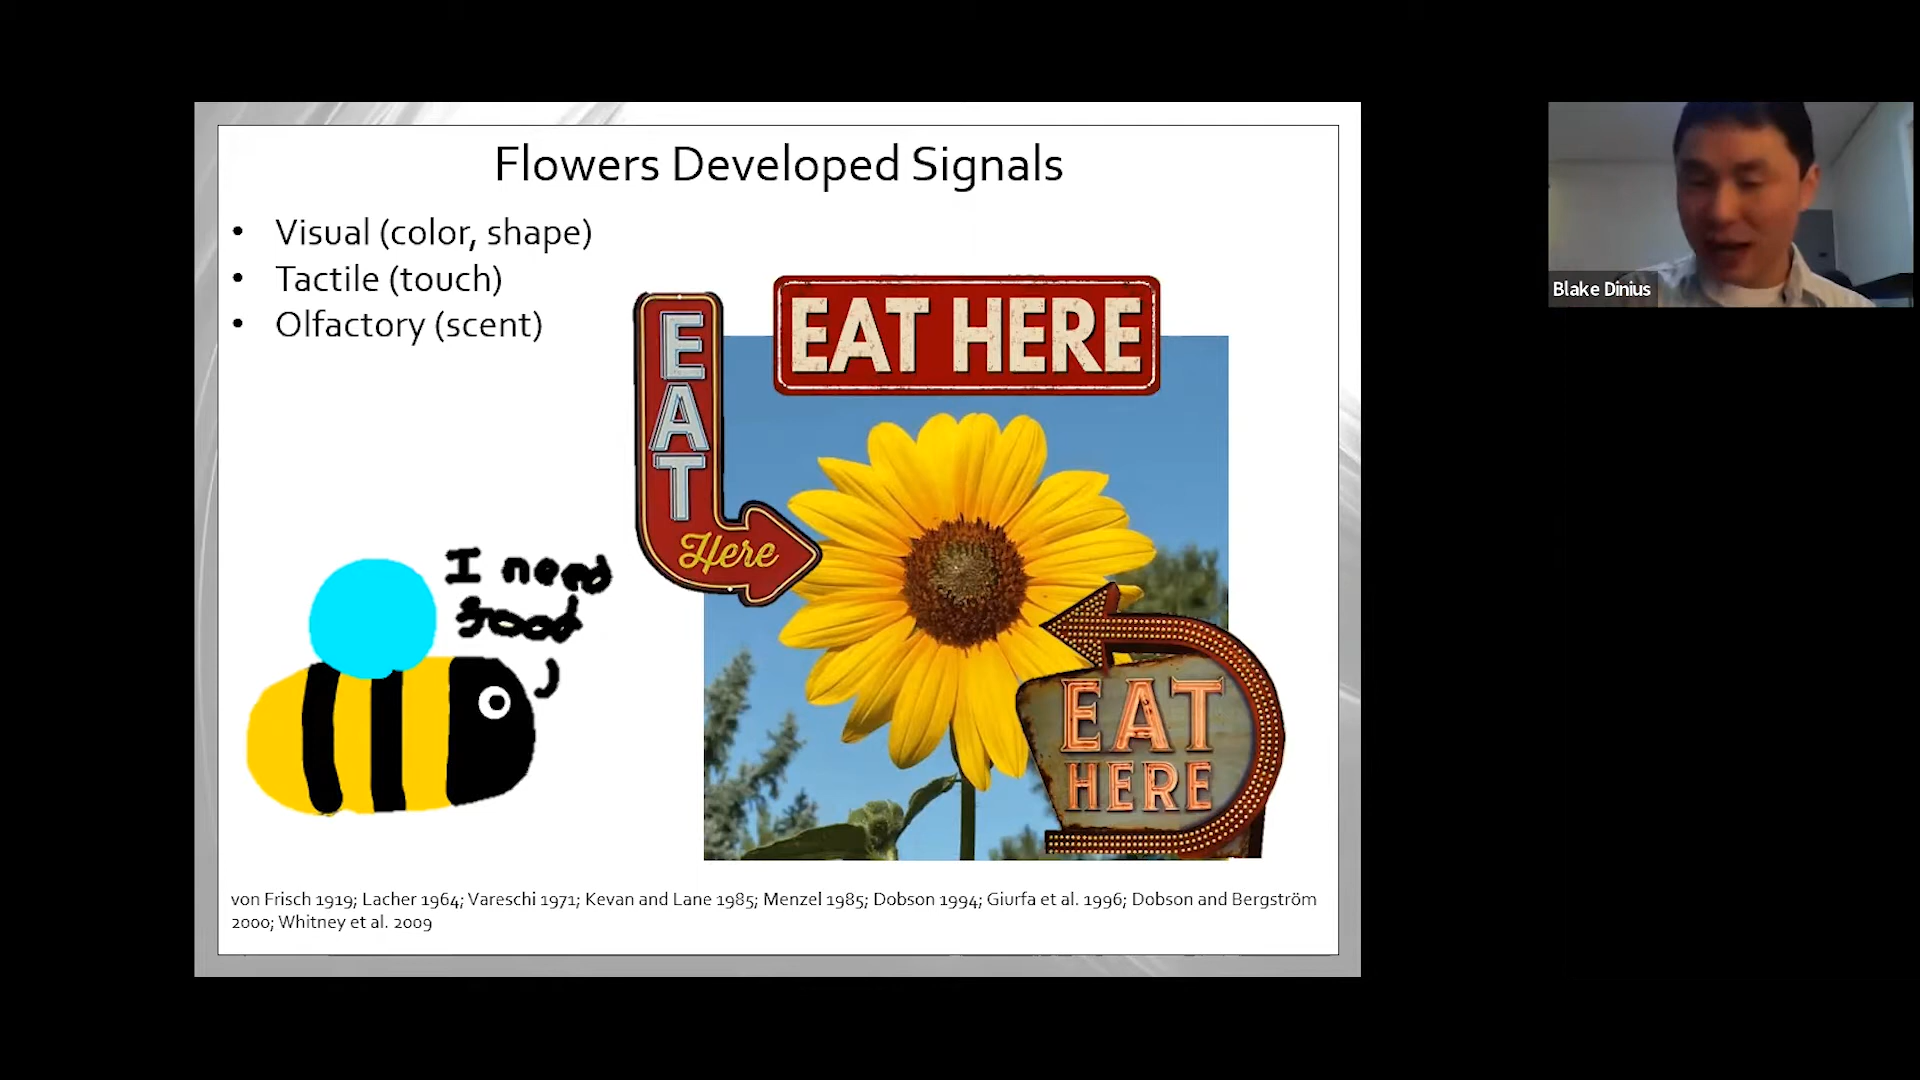 Flowers Developed Signals
• Visual (color, shape)
• Tactile (touch)
• Olfactory (scent)
EAT HERE
EAT
Here
I need
food
EAT
HERE
von Frisch 1919; Lacher 1964; Vareschi 1971; Kevan and Lane 1985; Menzel 1985; Dobson 1994; Giurfa et al. 1996; Dobson and Bergström
2000; Whitney et al. 2009
Blake Dinius